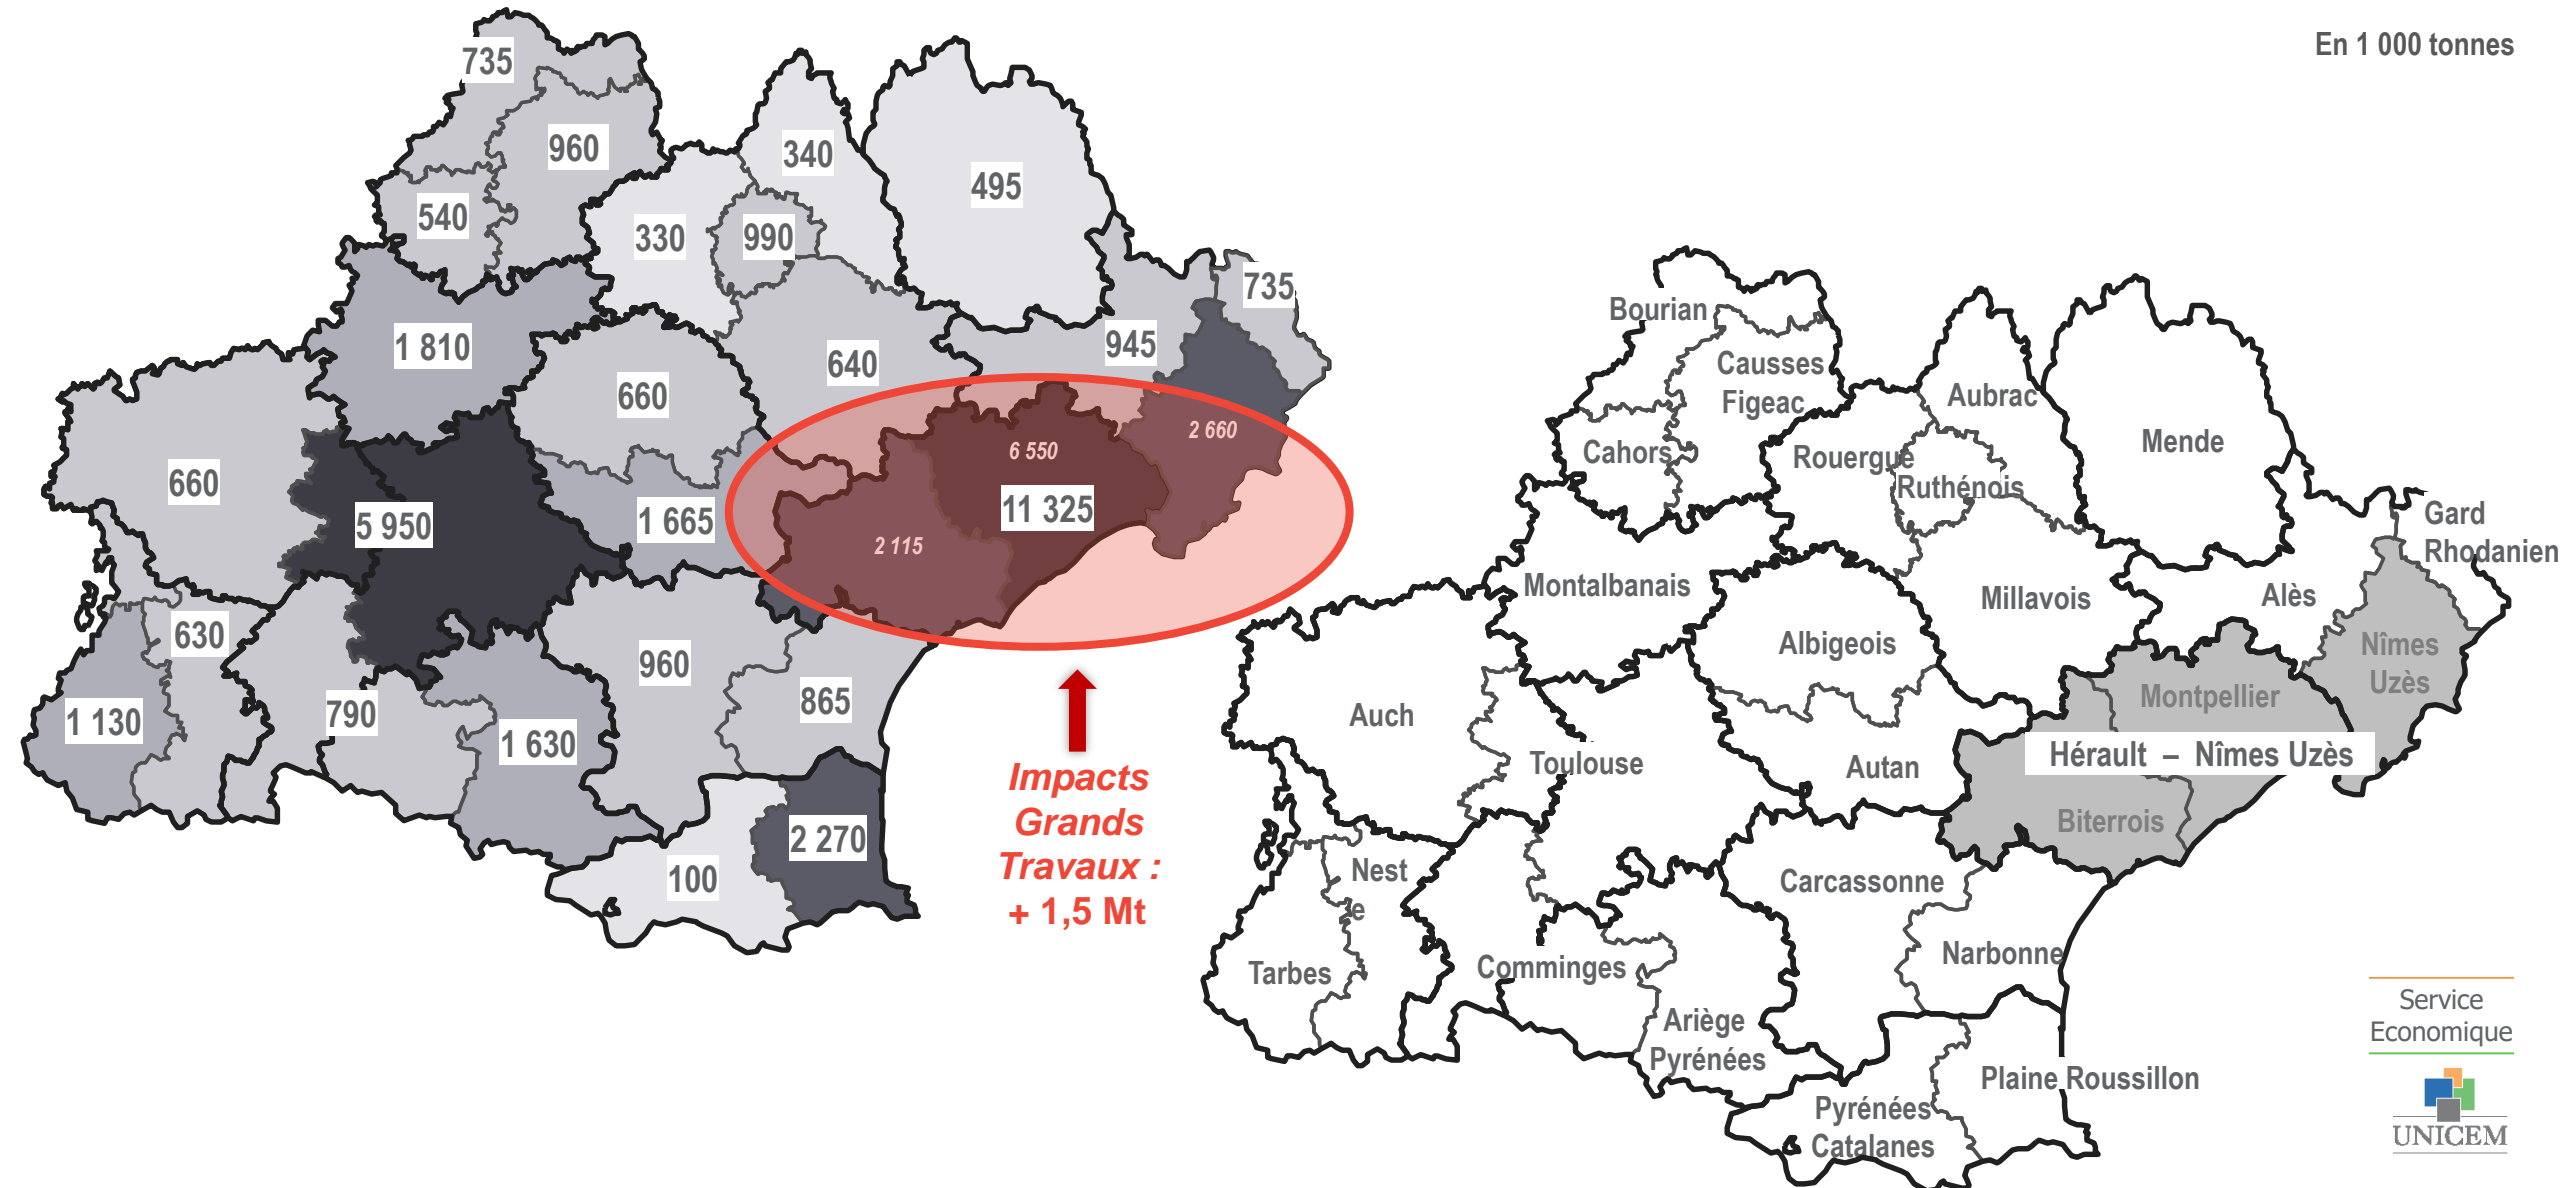 En 1 000 tonnes
735
960
340
495
540
330
990
735
1 810
945
640
660
2 660
6 550
660
11 325
1 665
5 950
2 115
630
960
865
1 130
790
1 630
2 270
100
Impacts
Grands
Travaux :
+ 1,5 Mt
Bourian
Causses
Figeac
Aubrac
Mende
Cahors
Rouergue
Ruthénois
Gard
Rhodanien
Montalbanais
Millavois
Alès
Albigeois
Nîmes
Uzès
Montpellier
Auch
Toulouse
Autan
Hérault – Nîmes Uzès
Biterrois
Nest
e
Carcassonne
Narbonne
Tarbes
Comminges
Ariège
Pyrénées
Plaine Roussillon
Pyrénées
Catalanes
Service
Economique
UNICEM